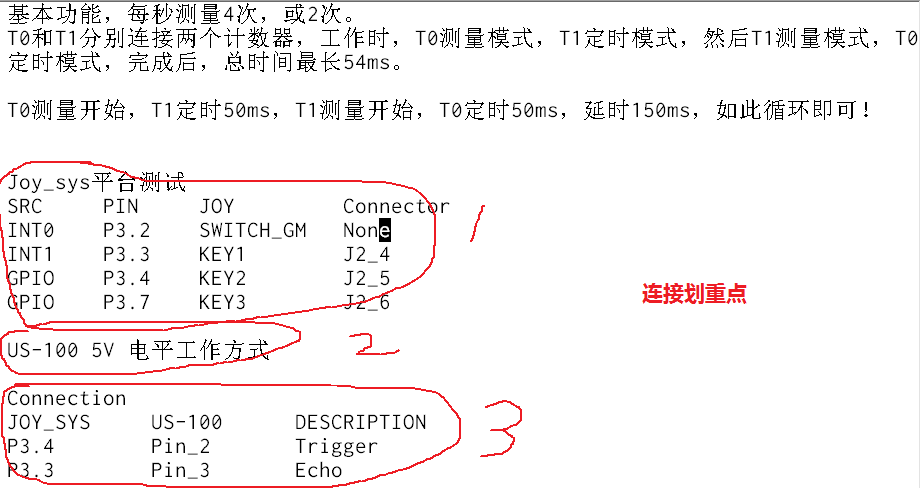 基本功能，每秒测量4次，或2次。
T0和T1分别连接两个计数器，工作时，T0测量模式，T1定时模式，然后T1测量模式，T0
定时模式，完成后，总时间最长54ms。
T0测量开始，T1定时50ms，T1测量开始，T0定时50ms，延时150ms，如此循环即可！
Joy_sys平台测试
SRC PIN JOY Connector
INT0 P3.2 SWITCH_GM None
INT1 P3.3 KEY1 J2_4
GPIO P3.4 KEY2 J2_5
GPIO P3.7 KEY3 J2_6
1
连接划重点
US-100 5V 电平工作方式
2
Connection
JOY_SYS US-100 DESCRIPTION
P3.4 Pin_2 Trigger
P3.3 Pin_3 Echo
3